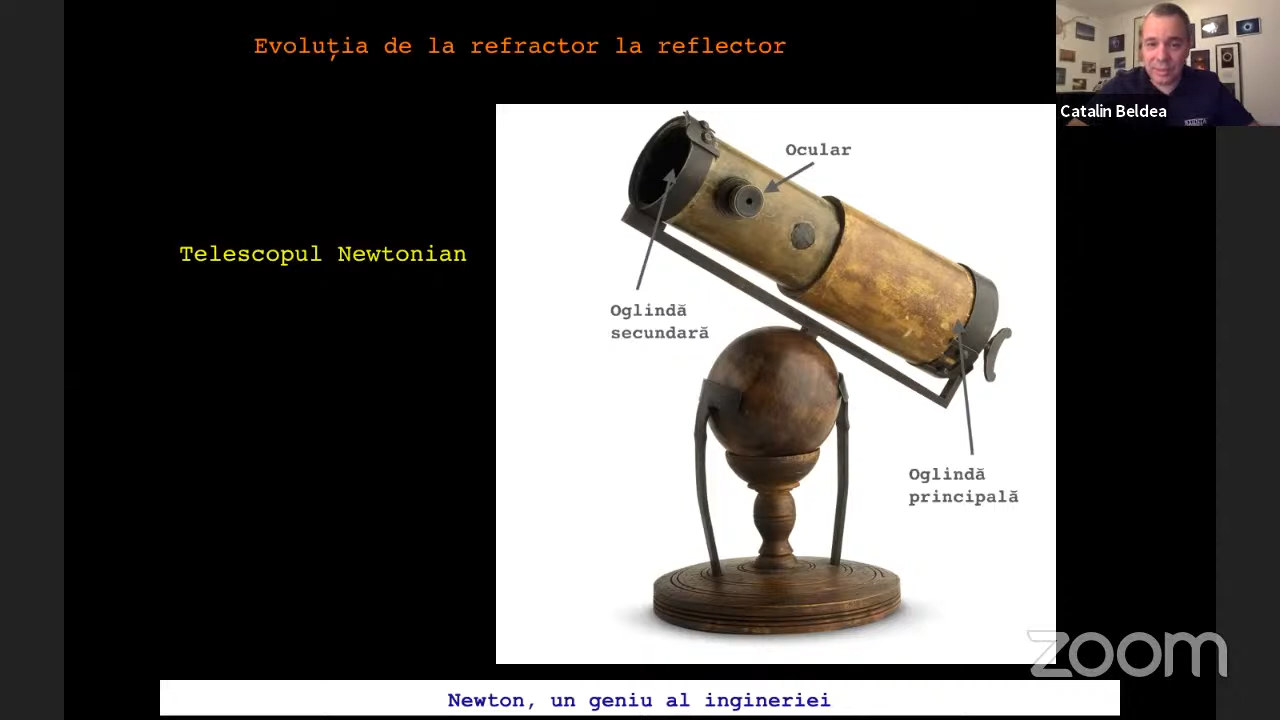 Evoluția de la refractor la reflector
Catalin Beldea
Ocular
Telescopul Newtonian
Oglindă
secundară
Oglindă
principală
zoom
Newton, un geniu al ingineriei